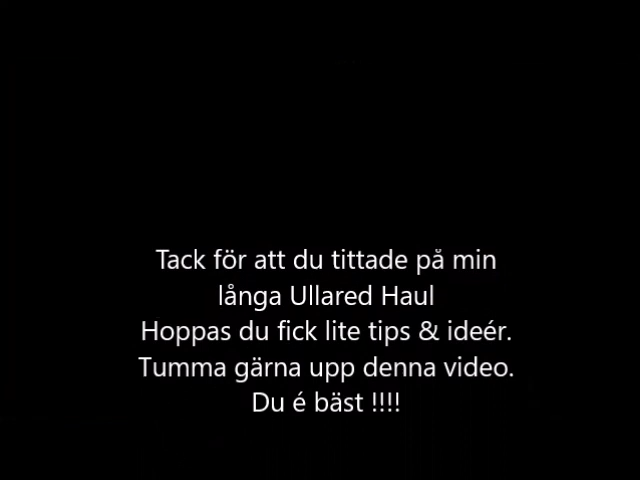 Tack för att du tittade på min
långa Ullared Haul
Hoppas du fick lite tips & ideér.
Tumma gärna upp denna video.
Du é bäst !!!!